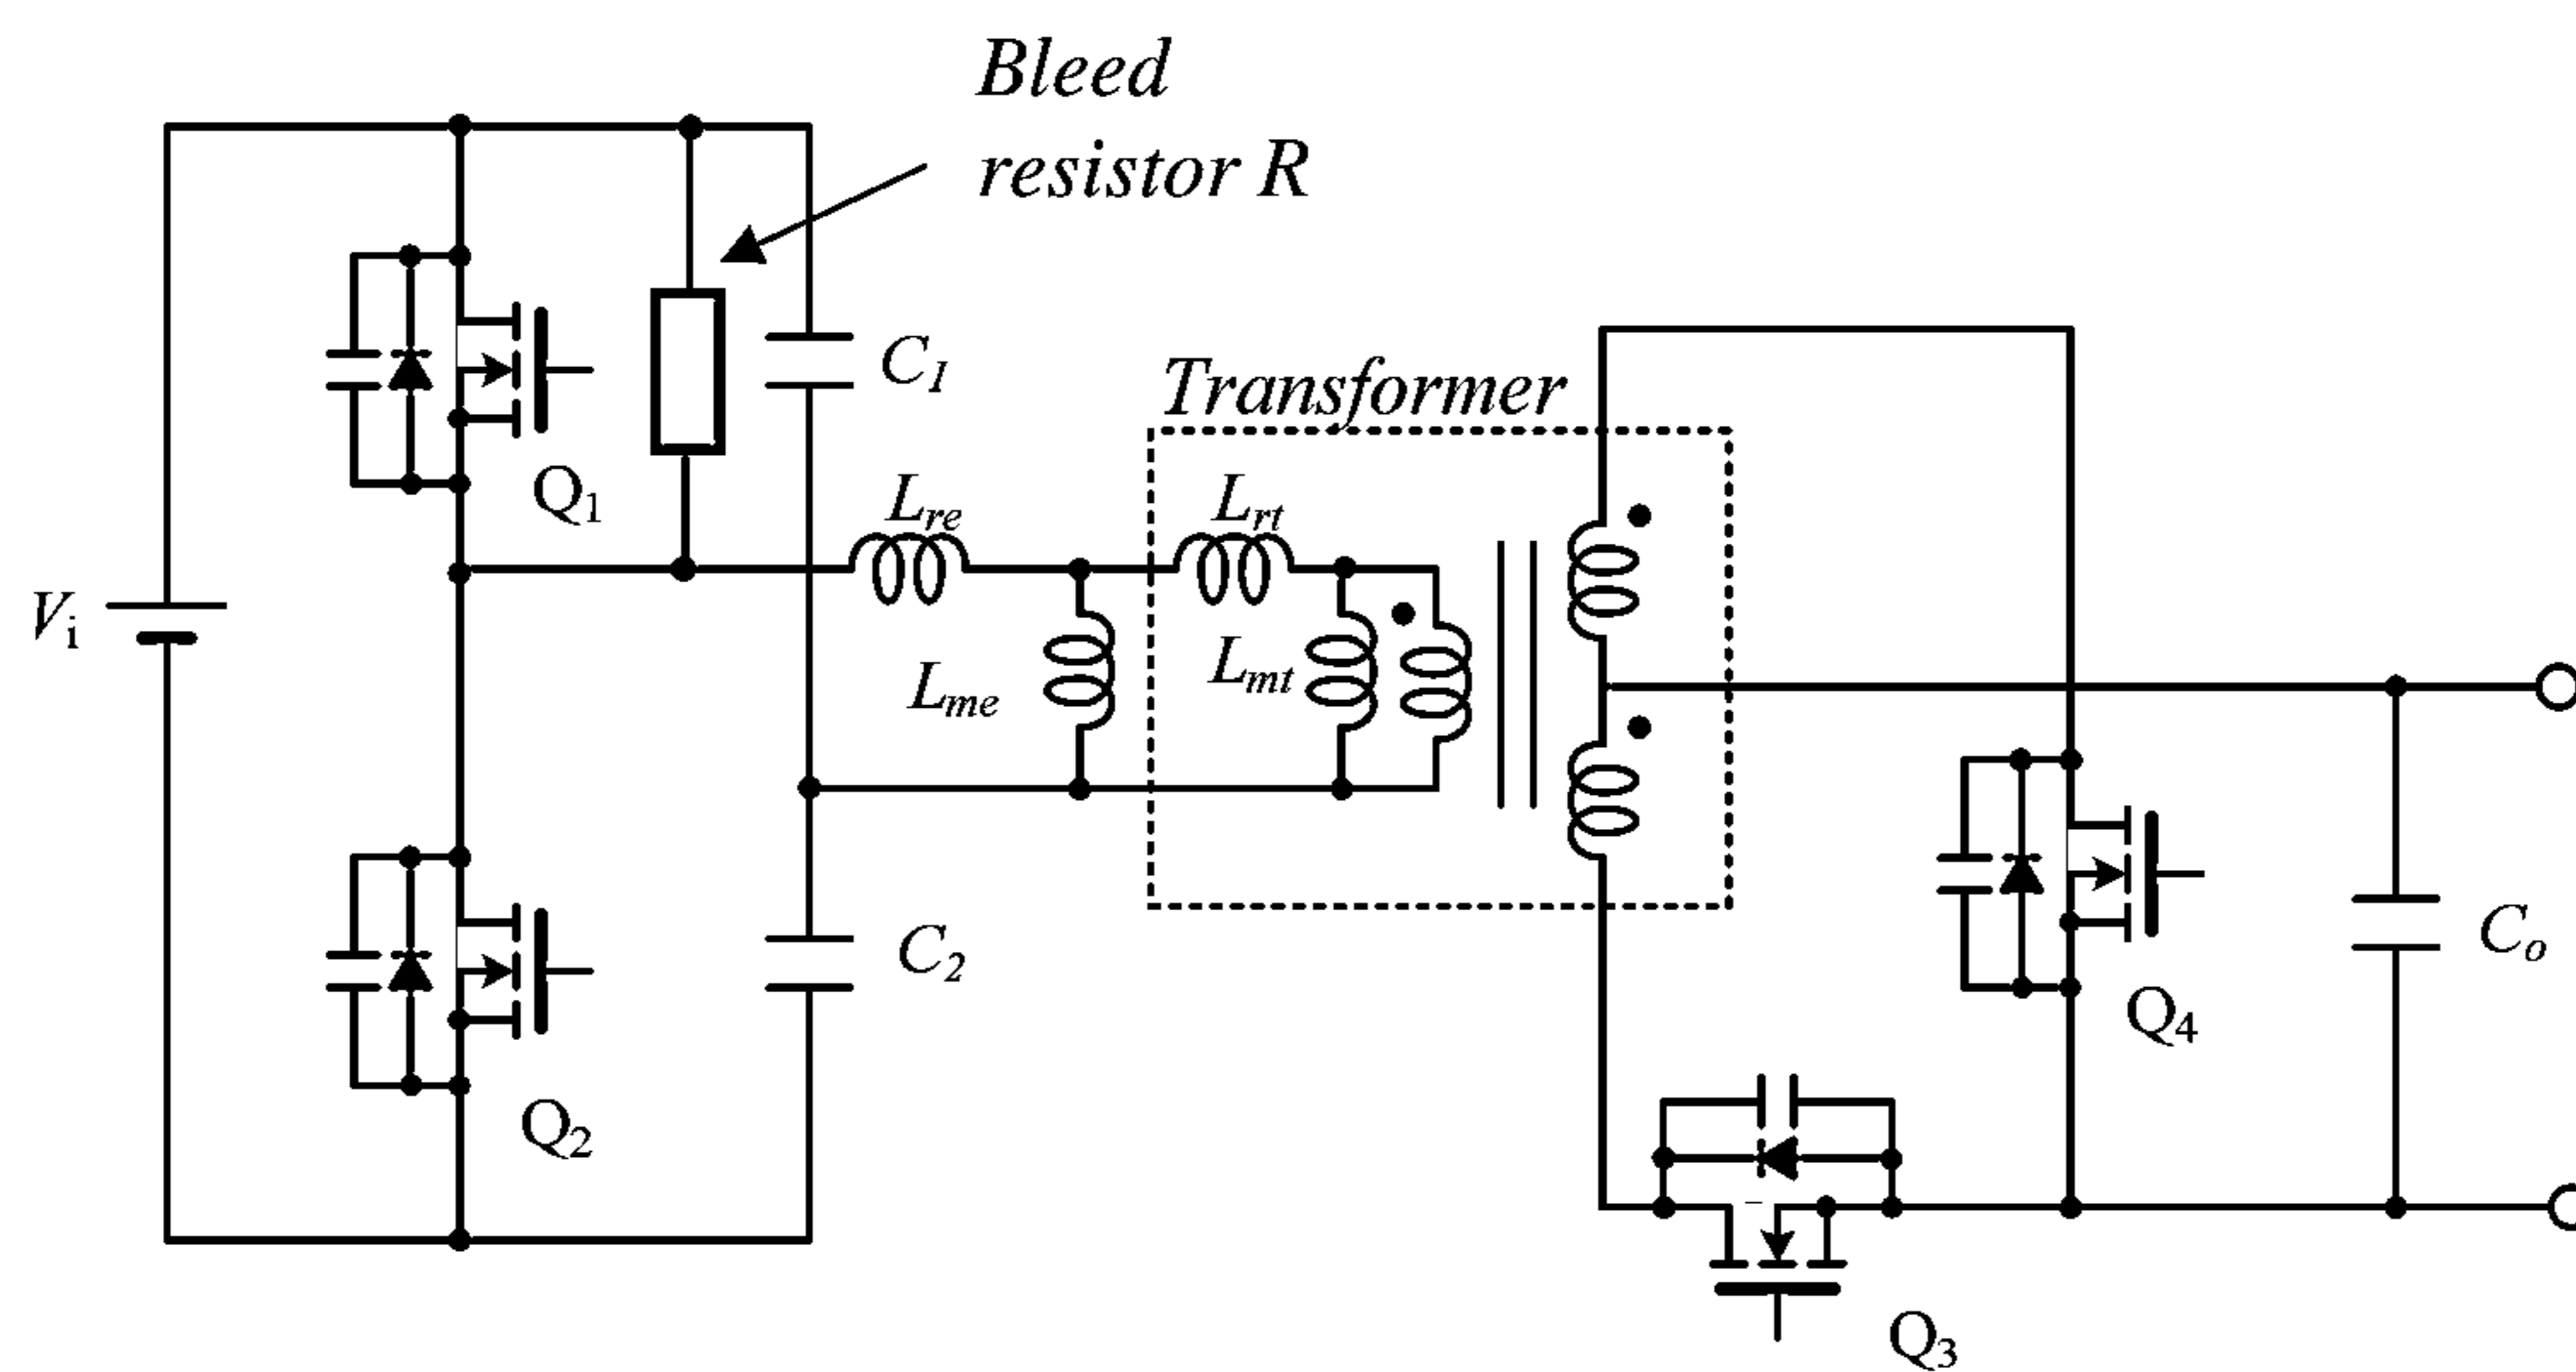 Bleed
resistor R
C1
Transformer
Q1
Lre
Lrt
Vi
Lme
Lmt
C2
Co
Q4
Q2
Q3